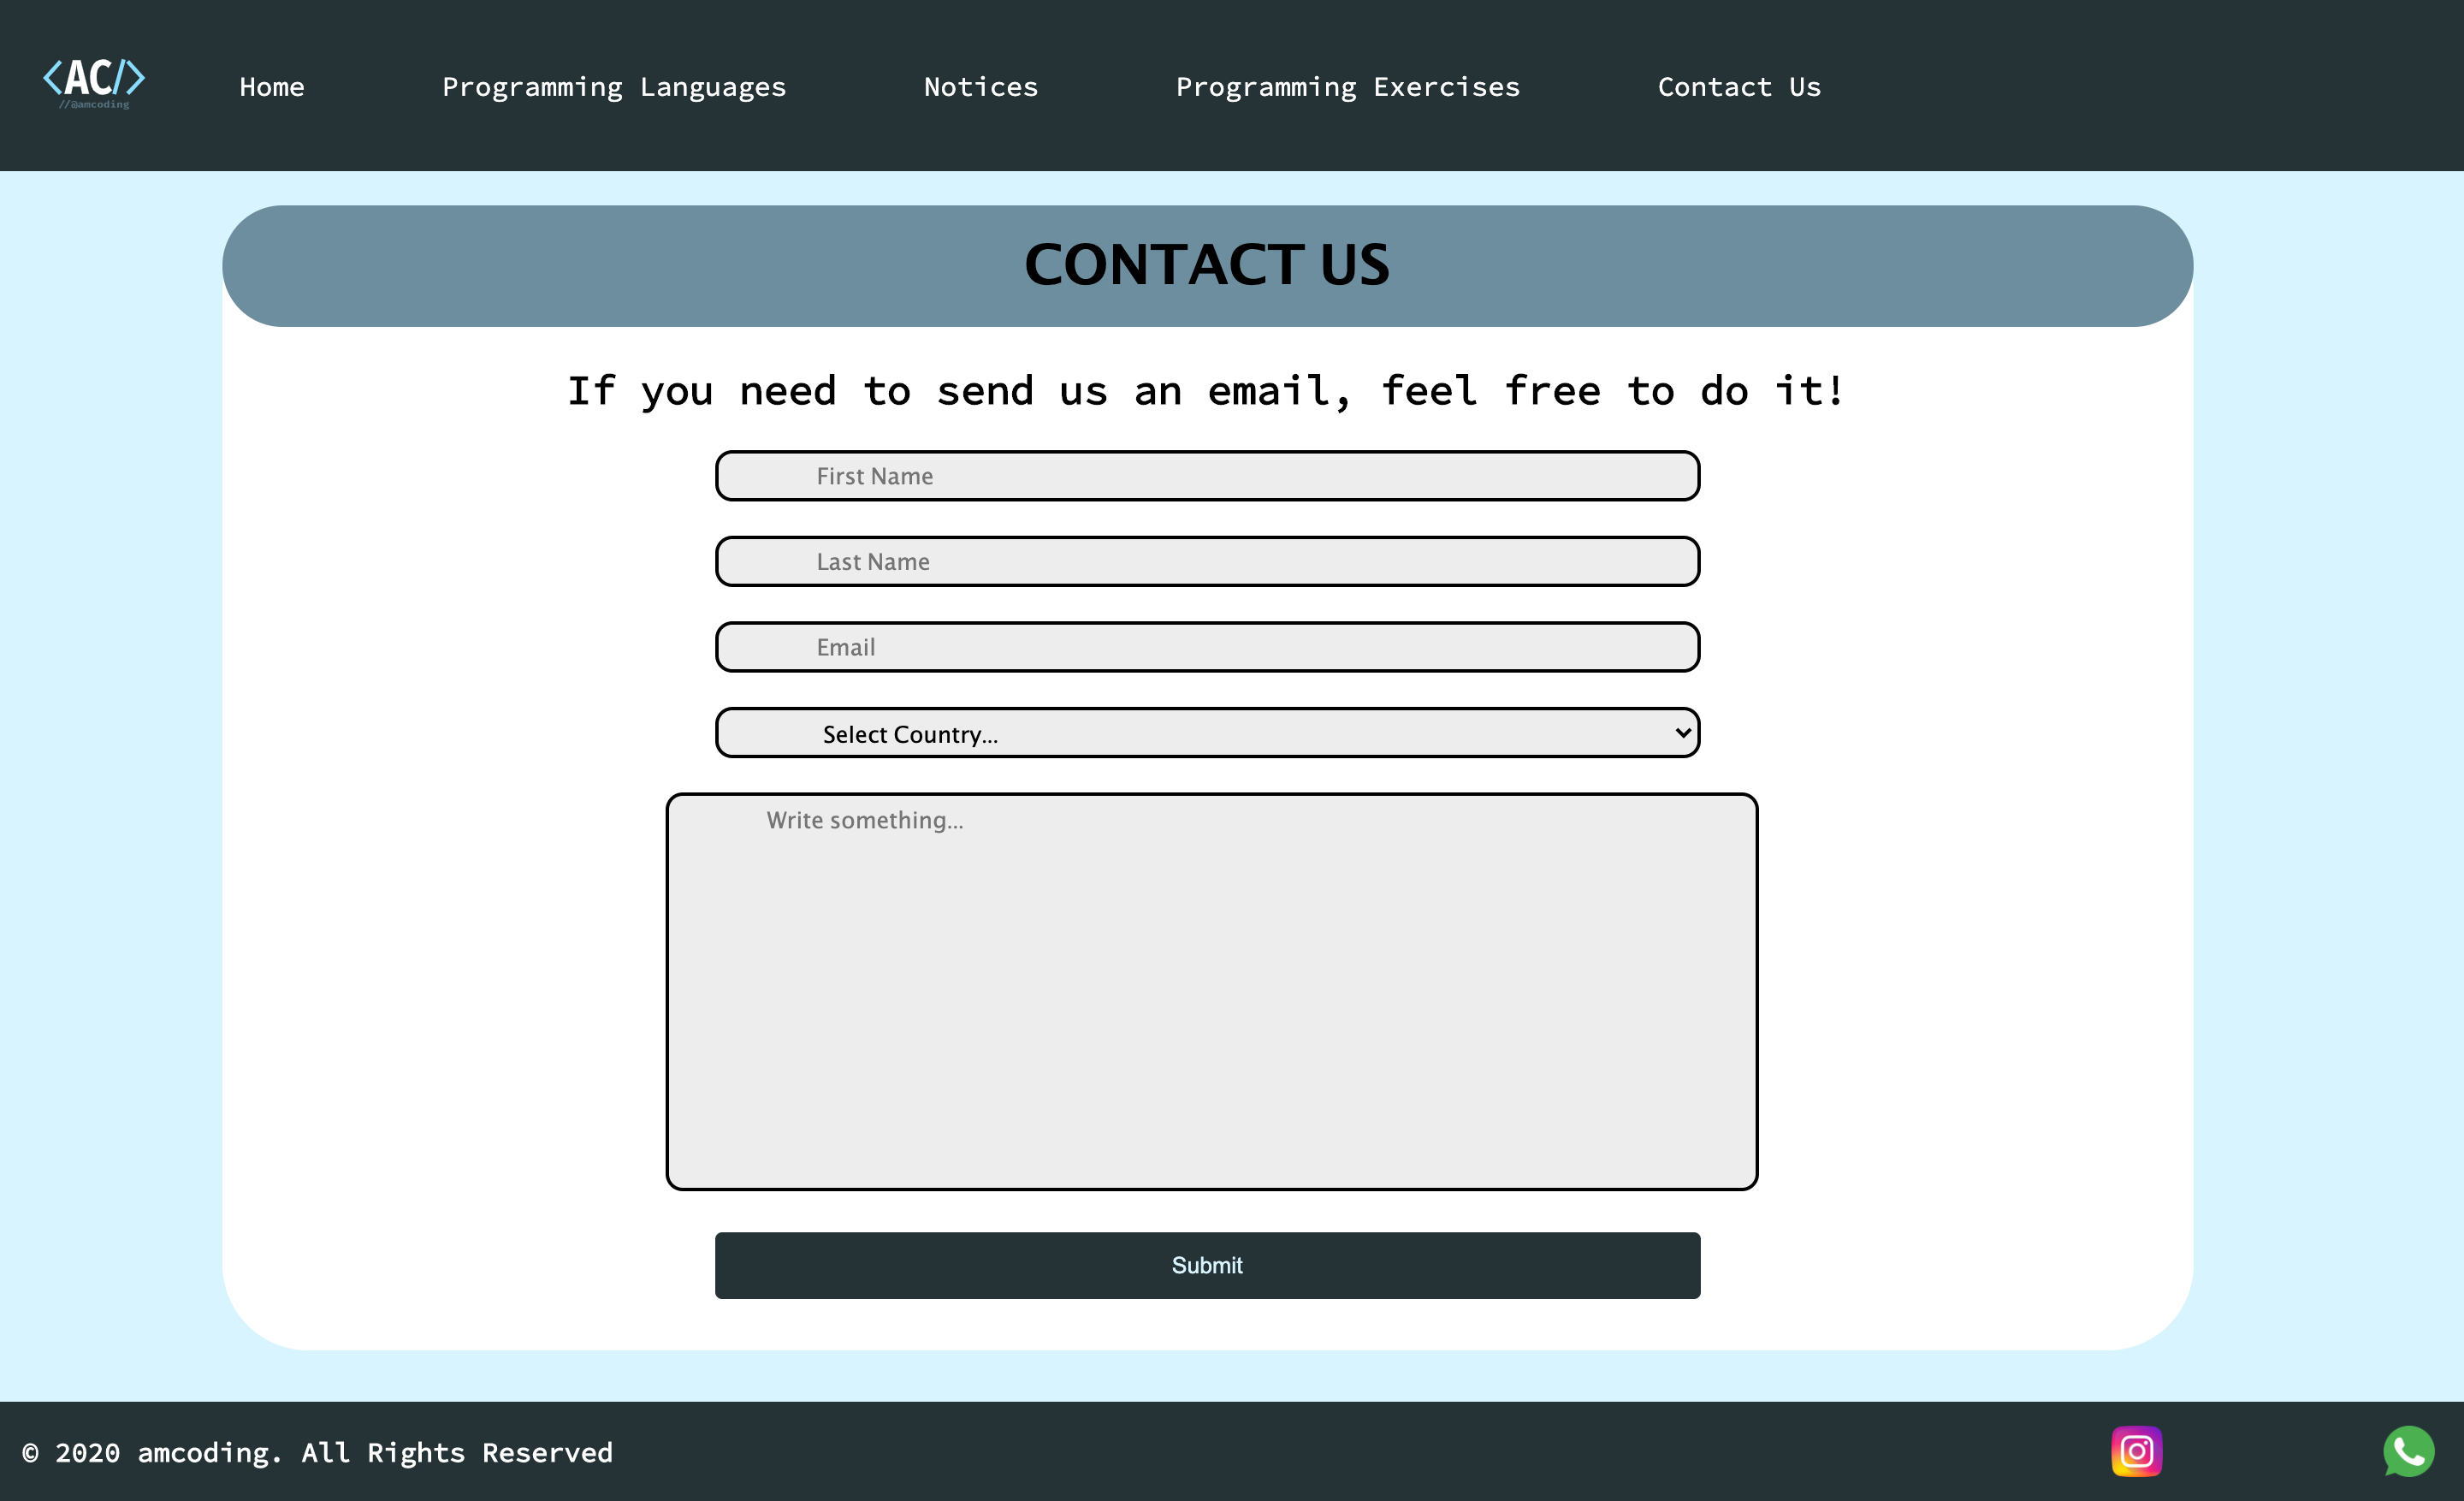 <AC/>
//@amcoding
Home Programming Languages Notices Programming Exercises Contact Us
CONTACT US
If you need to send us an email, feel free to do it!
First Name
Last Name
Email
Select Country...
Write something...
Submit
© 2020 amcoding. All Rights Reserved